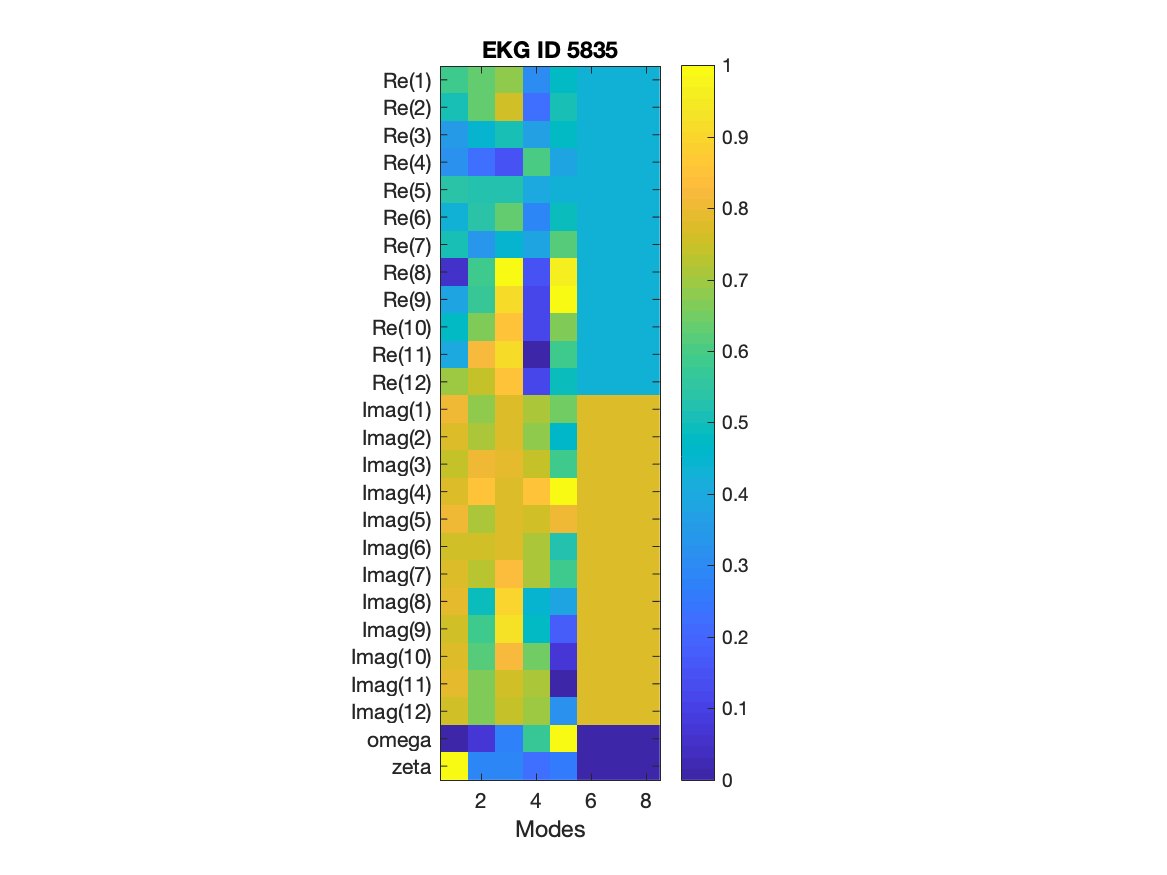 EKG ID 5835
Re(1)
Re(2)
Re(3)
Re(4)
Re(5)
Re(6)
Re(7)
Re(8)
Re(9)
Re(10)
Re(11)
Re(12)
Imag(1)
Imag(2)
Imag(3)
Imag(4)
Imag(5)
Imag(6)
Imag(7)
Imag(8)
Imag(9)
Imag(10)
Imag(11)
Imag(12)
omega
zeta
2 4 6 8
Modes
1
0.9
0.8
0.7
0.6
0.5
0.4
0.3
0.2
0.1
0